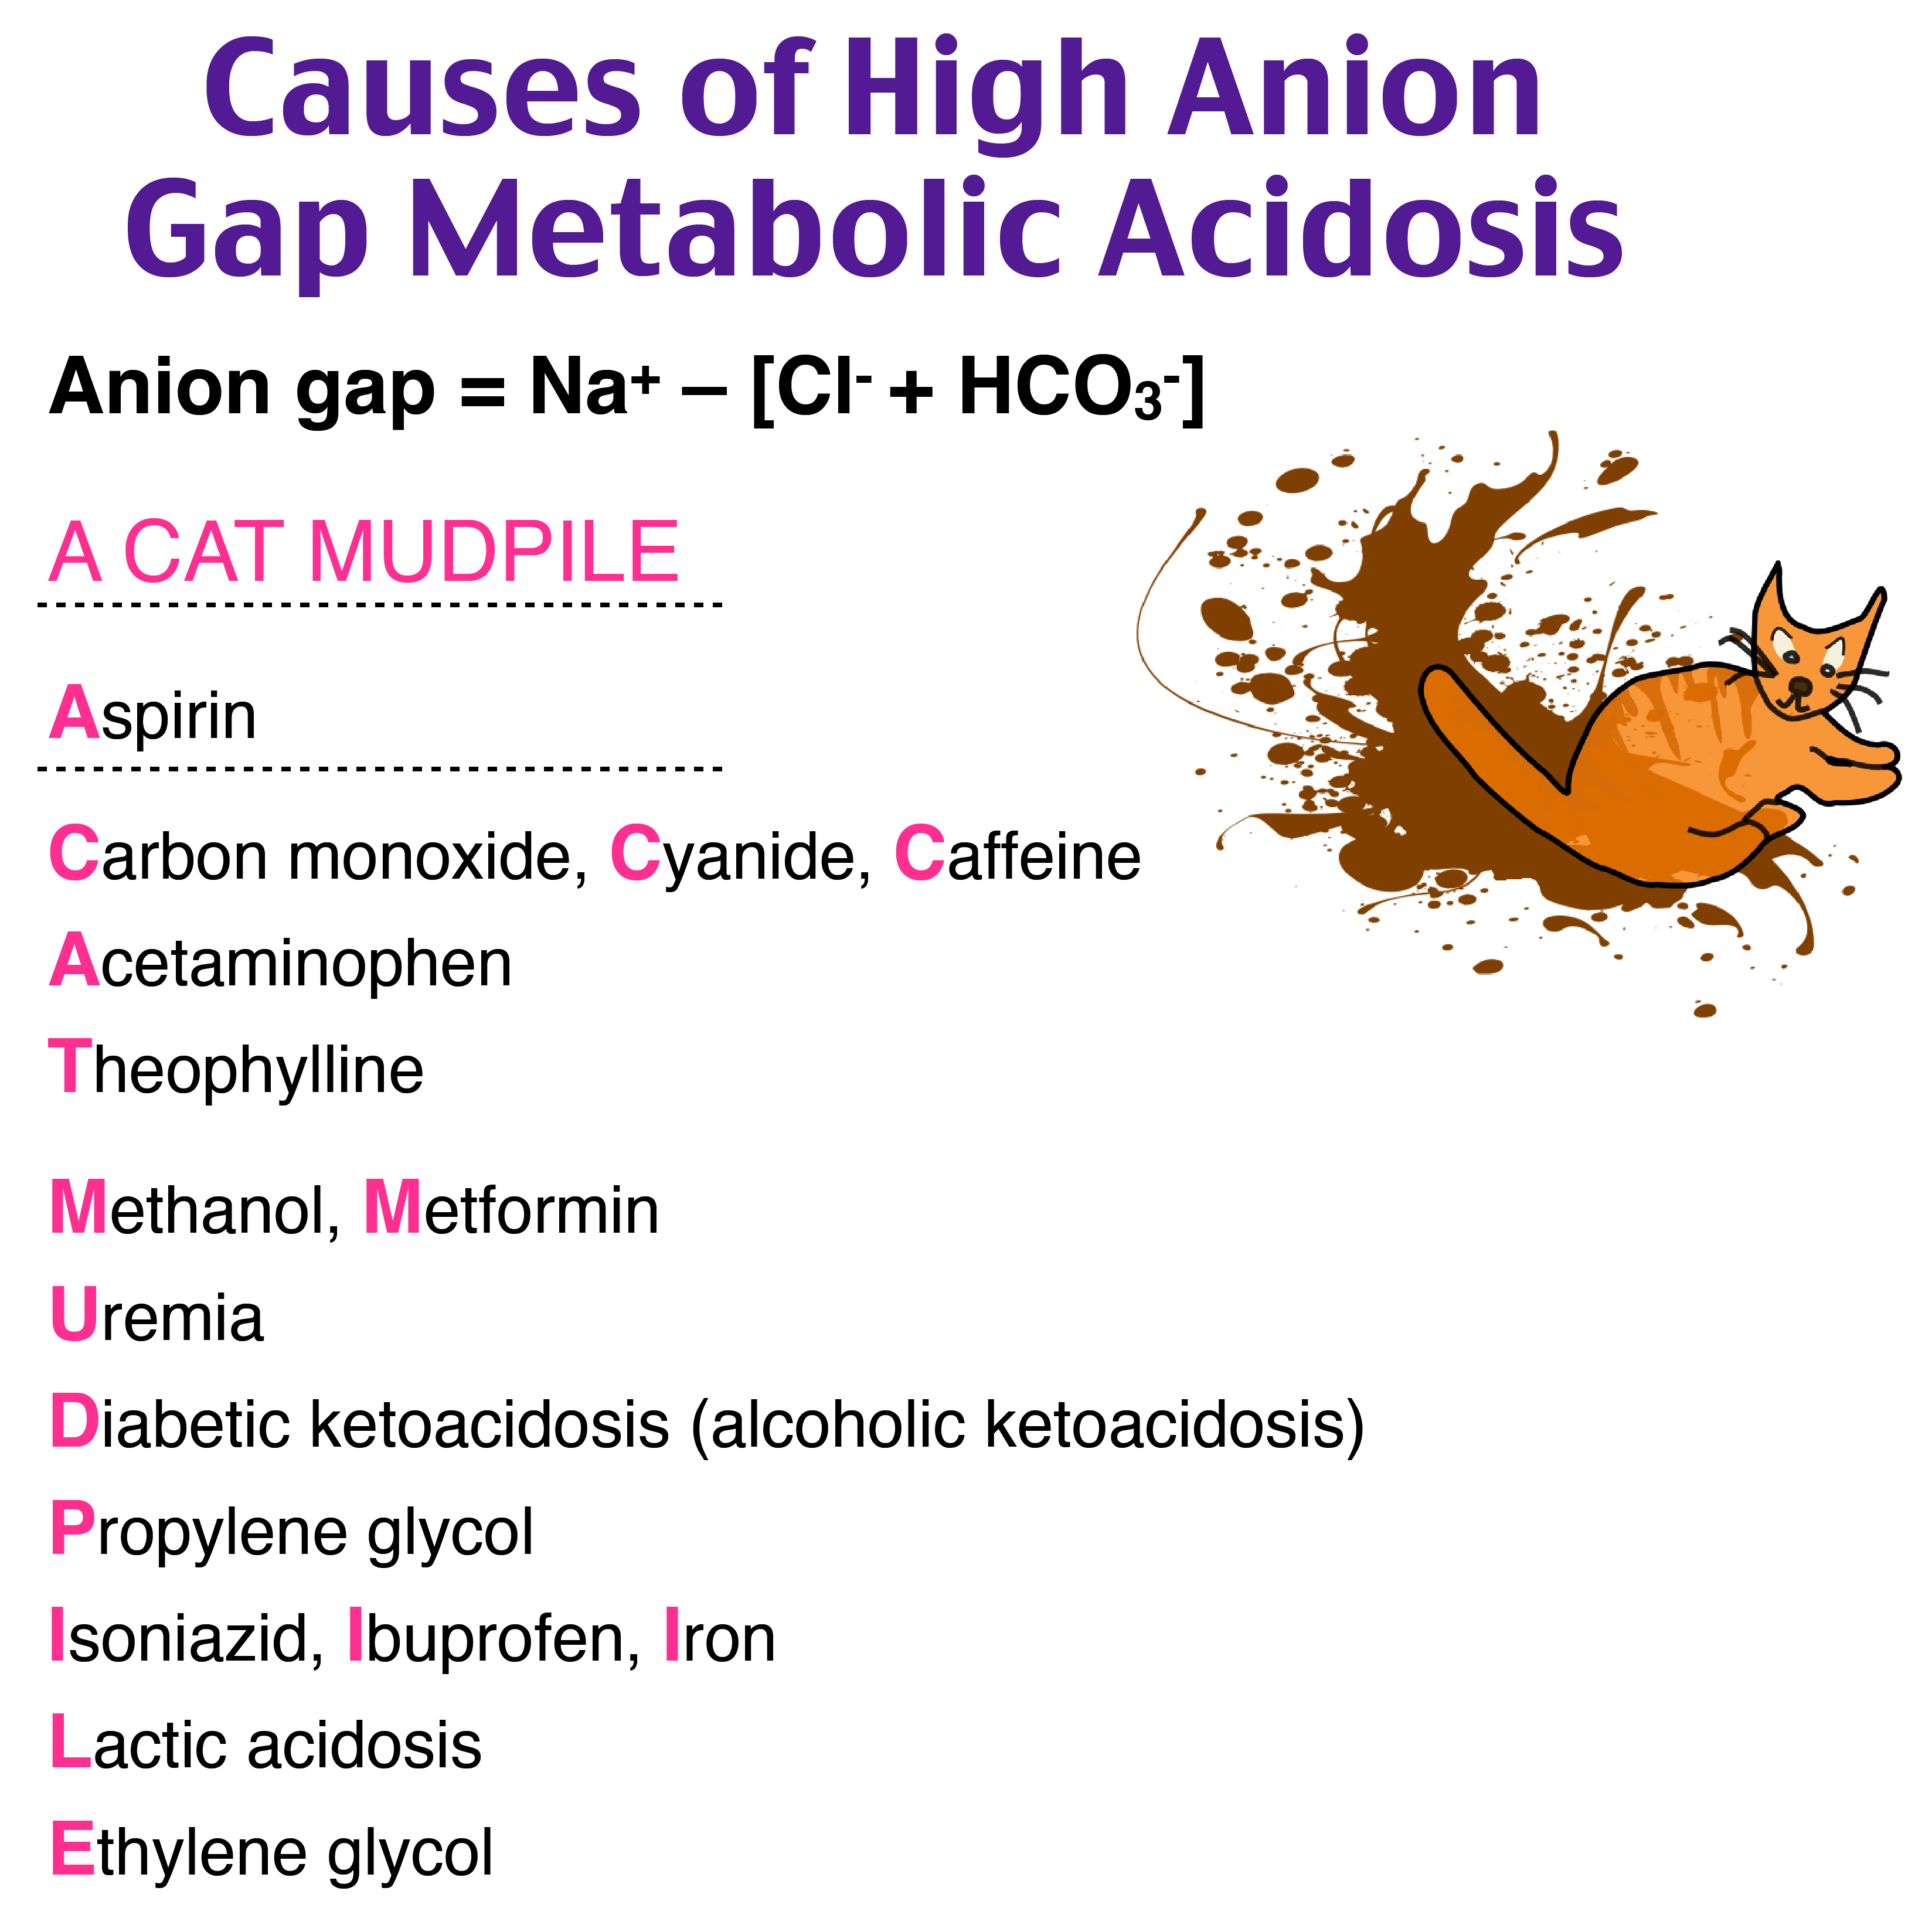 Causes of High Anion
Gap Metabolic Acidosis
Anion gap = Na⁺ – [Cl⁻ + HCO₃⁻]
A CAT MUDPILE
Aspirin
Carbon monoxide, Cyanide, Caffeine
Acetaminophen
Theophylline
Methanol, Metformin
Uremia
Diabetic ketoacidosis (alcoholic ketoacidosis)
Propylene glycol
Isoniazid, Ibuprofen, Iron
Lactic acidosis
Ethylene glycol